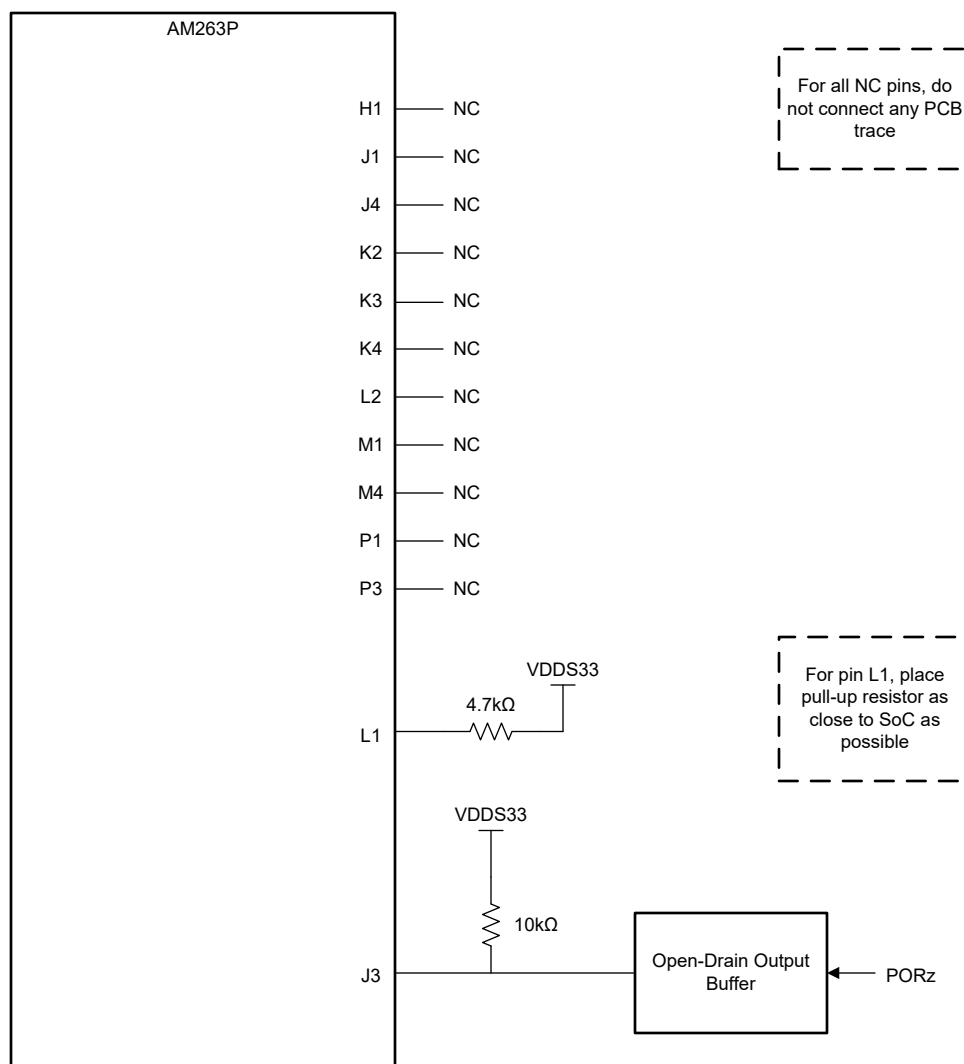 AM263P
H1 NC
J1 NC
J4 NC
K2 NC
K3 NC
K4 NC
L2 NC
M1 NC
M4 NC
P1 NC
P3 NC
For all NC pins, do
not connect any PCB
trace
VDDS33
4.7kΩ
L1
For pin L1, place
pull-up resistor as
close to SoC as
possible
VDDS33
10kΩ
J3
Open-Drain Output
Buffer
PORz